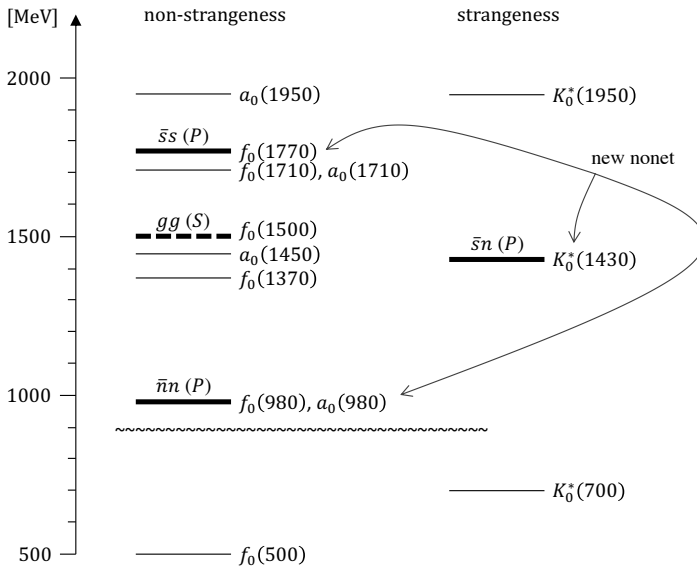 [MeV] non-strangeness strangeness
2000
a₀(1950) K₀*(1950)
s̄s (P)
f₀(1770)
f₀(1710), a₀(1710)
new nonet
gg (S) f₀(1500)
1500 s̄n (P)
a₀(1450) K₀*(1430)
f₀(1370)
n̄n (P)
1000 f₀(980), a₀(980)
K₀*(700)
500 f₀(500)